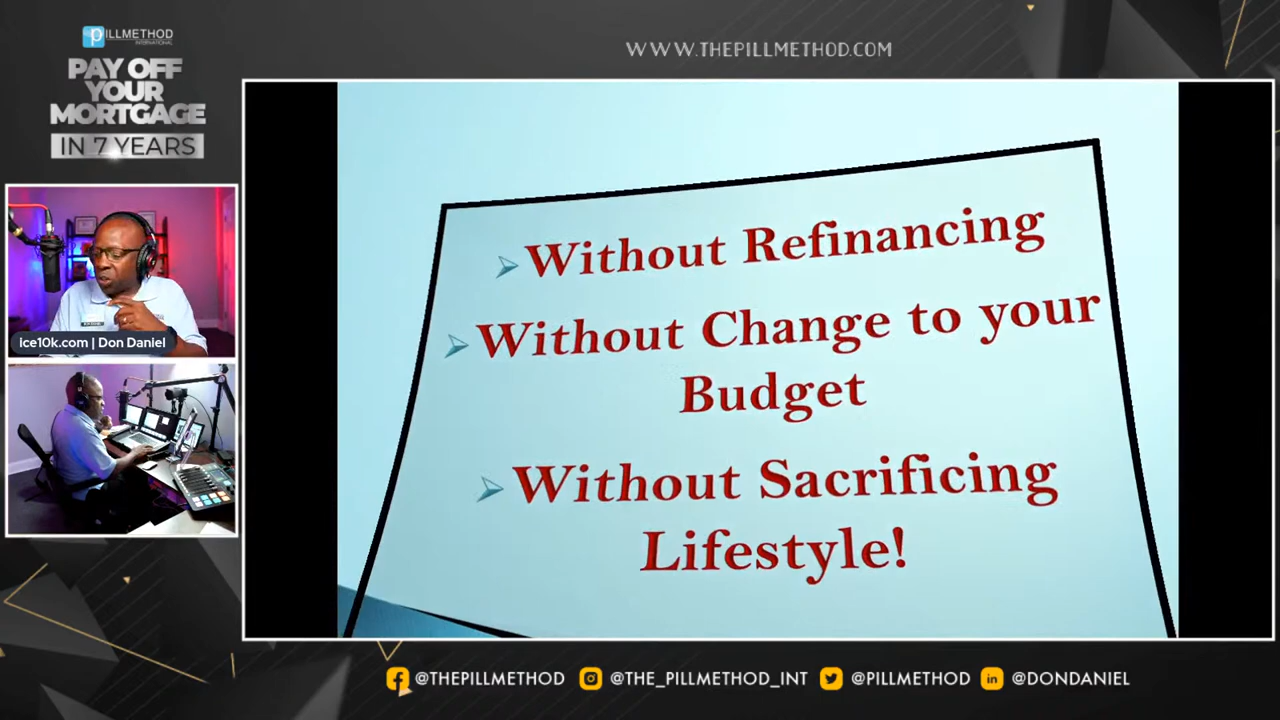 PILLMETHOD
INTERNATIONAL
PAY OFF
YOUR
MORTGAGE
IN 7 YEARS
WWW.THEPILLMETHOD.COM
Without Refinancing
Without Change to your
Budget
Without Sacrificing
Lifestyle!
ice10k.com | Don Daniel
@THEPILLMETHOD
@THE_PILLMETHOD_INT
@PILLMETHOD
@DONDANIEL